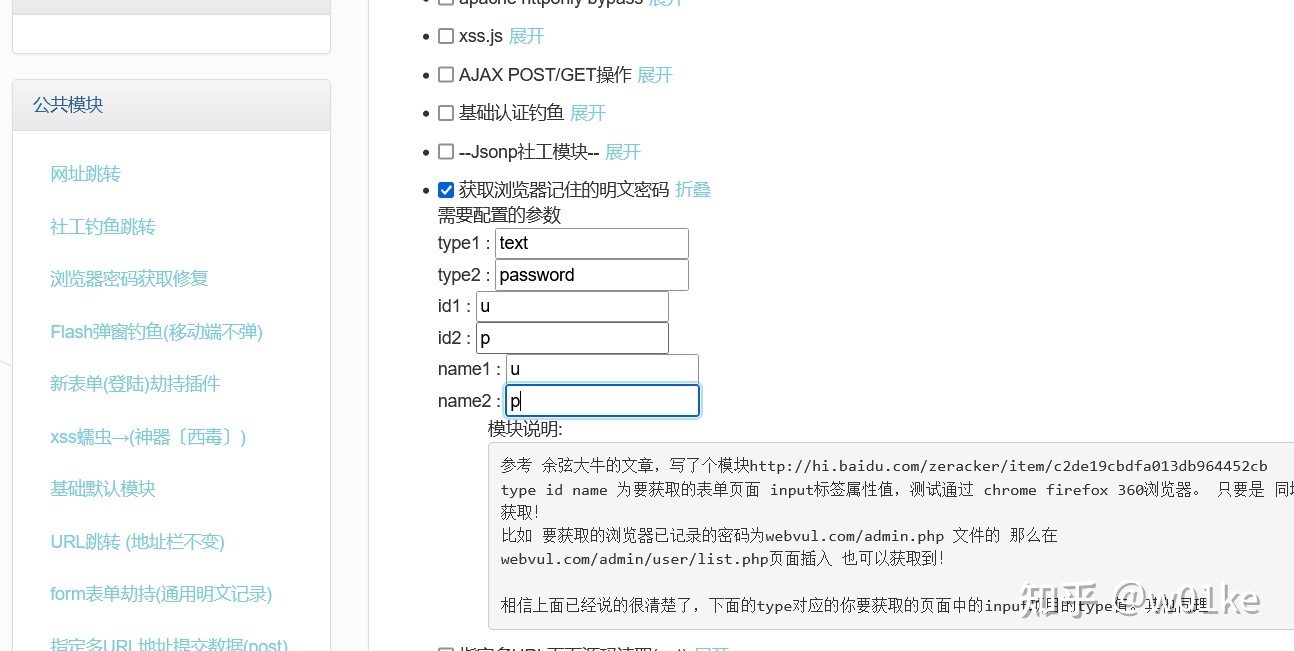 公共模块
网址跳转
社工钓鱼跳转
浏览器密码获取修复
Flash弹窗钓鱼(移动端不弹)
新表单(登陆)劫持插件
xss蠕虫→(神器〔西毒〕)
基础默认模块
URL跳转 (地址栏不变)
form表单劫持(通用明文记录)
指定多URL地址提交数据(post)
apache httponly bypass 展开
xss.js 展开
AJAX POST/GET操作 展开
基础认证钓鱼 展开
--Jsonp社工模块-- 展开
获取浏览器记住的明文密码 折叠
需要配置的参数
type1 : text
type2 : password
id1 : u
id2 : p
name1 : u
name2 : p
模块说明:
参考 余弦大牛的文章，写了个模块http://hi.baidu.com/zeracker/item/c2de19cbdfa013db964452cb
type id name 为要获取的表单页面 input标签属性值，测试通过 chrome firefox 360浏览器。 只要是 同
获取！
比如 要获取的浏览器已记录的密码为webvul.com/admin.php 文件的 那么在
webvul.com/admin/user/list.php页面插入 也可以获取到！
相信上面已经说的很清楚了，下面的type对应的你要获取的页面中的input项目的type值。其他同理
知乎 @w01ke
展开